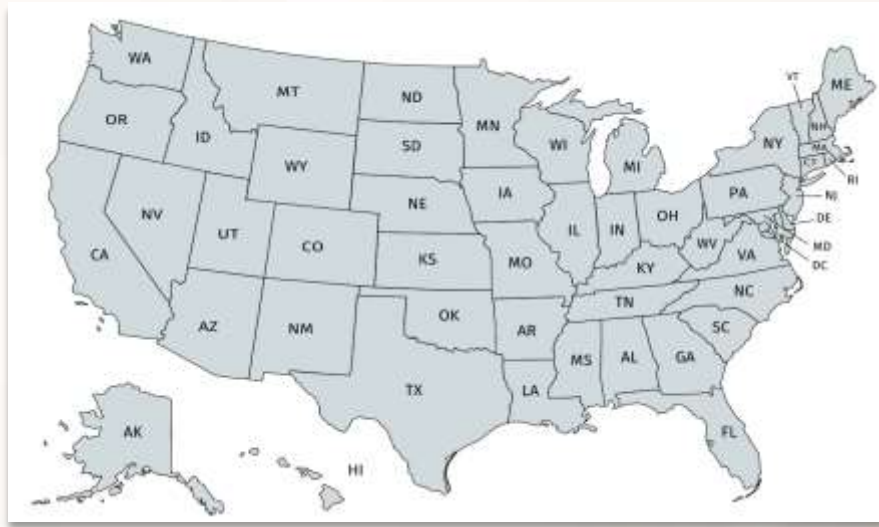 WA
MT
ND
MN
OR
ID
SD
WI
MI
VT
ME
NH
NY
MA
CT
RI
WY
NE
IA
PA
NJ
NV
UT
CO
IL
IN
OH
DE
MD
DC
WV
VA
CA
KS
MO
KY
NC
TN
AZ
NM
OK
AR
SC
MS
AL
GA
TX
LA
FL
AK
HI